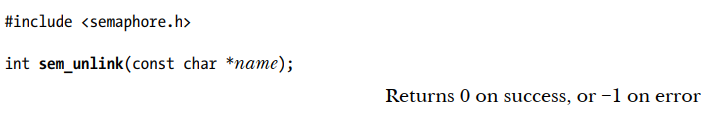 #include <semaphore.h>
int sem_unlink(const char *name);
Returns 0 on success, or −1 on error